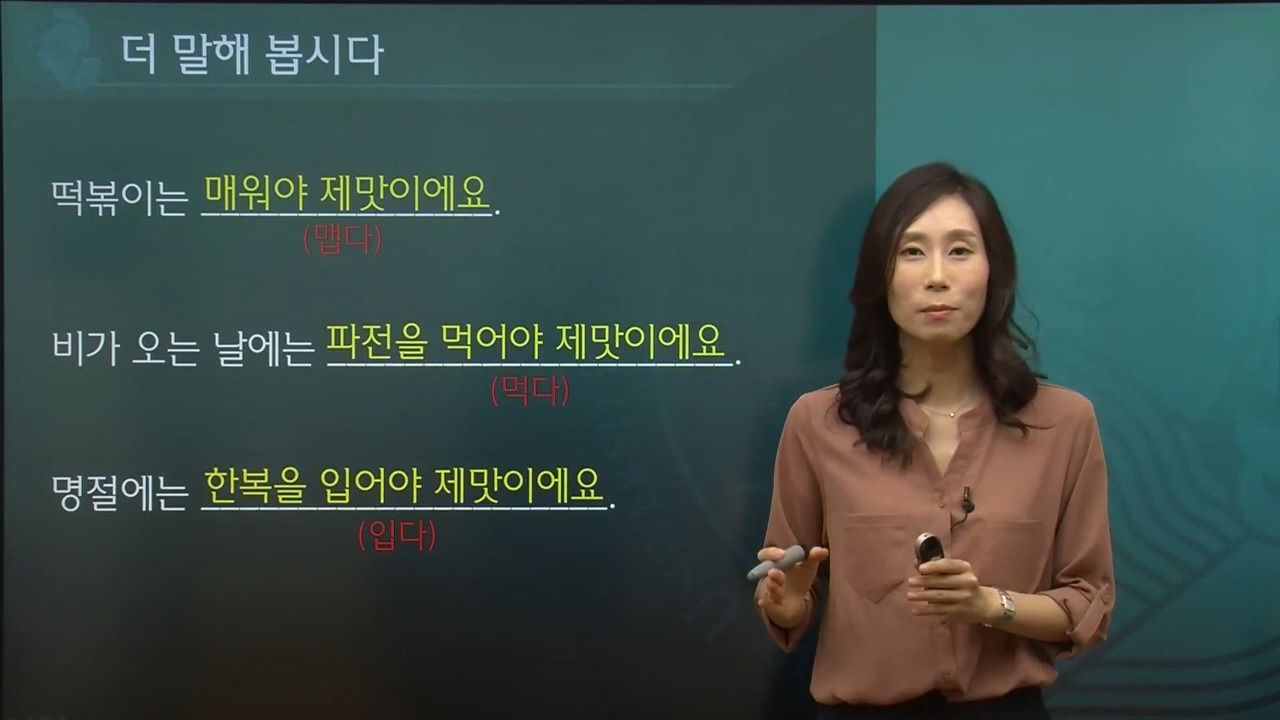 더 말해 봅시다
떡볶이는 매워야 제맛이에요.
(맵다)
비가 오는 날에는 파전을 먹어야 제맛이에요.
(먹다)
명절에는 한복을 입어야 제맛이에요.
(입다)